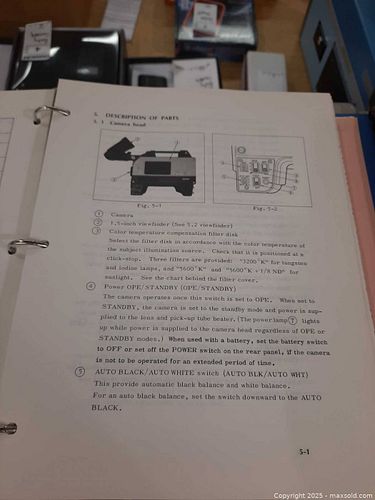 5. DESCRIPTION OF PARTS
5. 1 Camera head
Fig. 5-1 Fig. 5-2
① Camera
② 1.5-inch viewfinder (See 5.2 viewfinder)
③ Color temperature compensation filter disk
Select the filter disk in accordance with the color temperature of
the subject illumination source. Check that it is positioned at a
click-stop. Three filters are provided: "3200°K" for tungsten
and iodine lamps, and "5600°K" and "5600°K + 1/8 ND" for
sunlight. See the chart behind the filter cover.
④ Power OPE/STANDBY (OPE/STANDBY)
The camera operates once this switch is set to OPE. When set to
STANDBY, the camera is set to the standby mode and power is sup-
plied to the lens and pick-up tube heater. (The power lamp ⑦ lights
up while power is supplied to the camera head regardless of OPE or
STANDBY modes.) When used with a battery, set the battery switch
to OFF or set off the POWER switch on the rear panel, if the camera
is not to be operated for an extended period of time.
⑤ AUTO BLACK/AUTO WHITE switch (AUTO BLK/AUTO WHT)
This provide automatic black balance and white balance.
For an auto black balance, set the switch downward to the AUTO
BLACK.
5-1
Copyright 2025 - maxsold.com